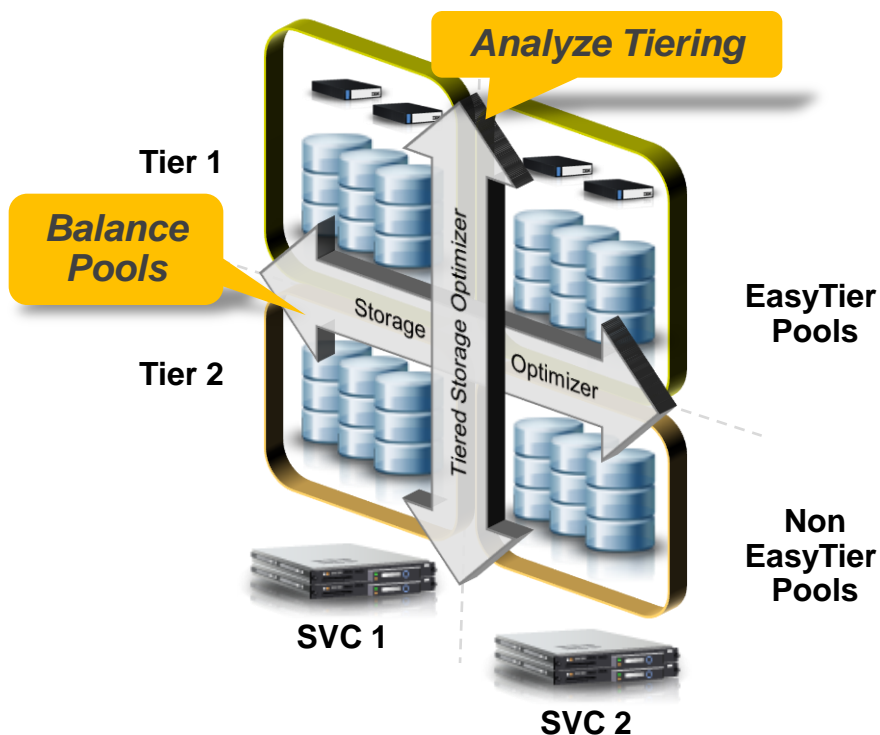 Analyze Tiering
Tier 1
Balance
Pools
Storage
Optimizer
Tiered Storage Optimizer
Tier 2
EasyTier
Pools
Non
EasyTier
Pools
SVC 1
SVC 2